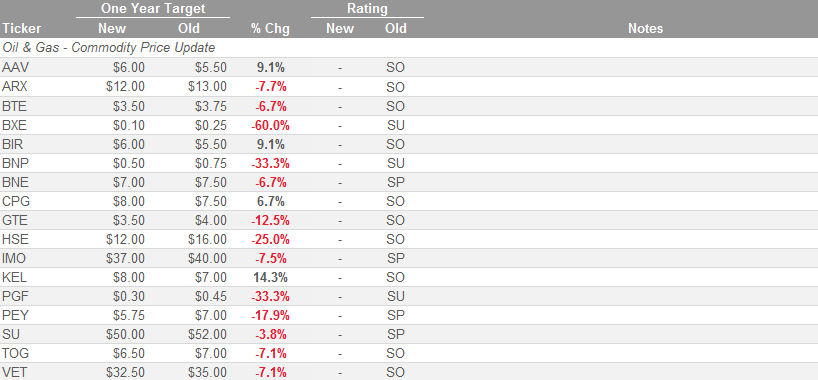 One Year Target Rating
Ticker New Old % Chg New Old Notes
Oil & Gas - Commodity Price Update
AAV $6.00 $5.50 9.1% - SO
ARX $12.00 $13.00 -7.7% - SO
BTE $3.50 $3.75 -6.7% - SO
BXE $0.10 $0.25 -60.0% - SU
BIR $6.00 $5.50 9.1% - SO
BNP $0.50 $0.75 -33.3% - SU
BNE $7.00 $7.50 -6.7% - SP
CPG $8.00 $7.50 6.7% - SO
GTE $3.50 $4.00 -12.5% - SO
HSE $12.00 $16.00 -25.0% - SO
IMO $37.00 $40.00 -7.5% - SP
KEL $8.00 $7.00 14.3% - SO
PGF $0.30 $0.45 -33.3% - SU
PEY $5.75 $7.00 -17.9% - SP
SU $50.00 $52.00 -3.8% - SP
TOG $6.50 $7.00 -7.1% - SO
VET $32.50 $35.00 -7.1% - SO